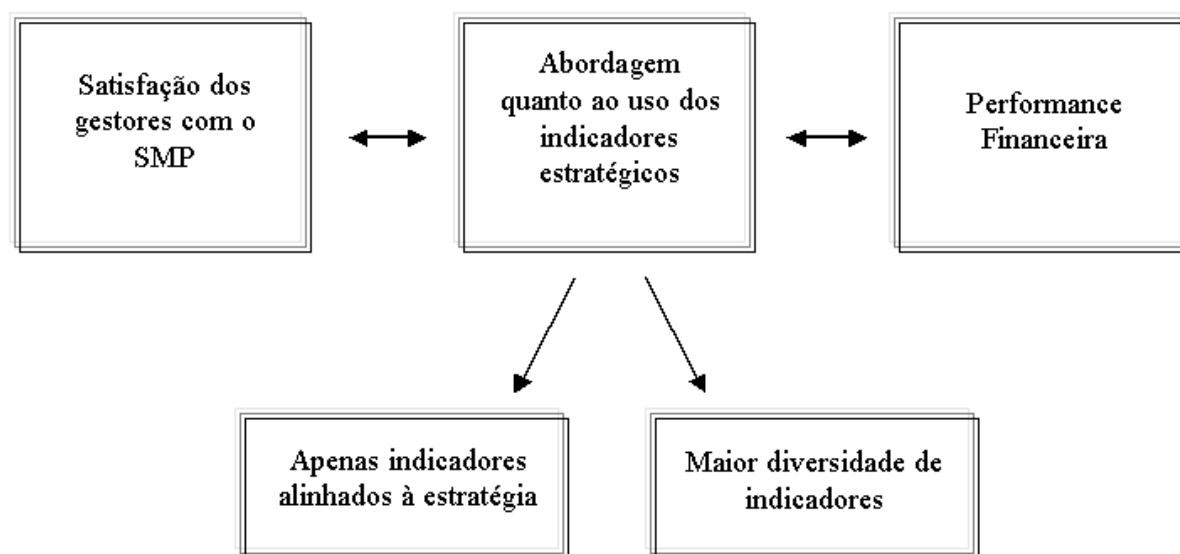 Satisfação dos
gestores com o
SMP
Abordagem
quanto ao uso dos
indicadores
estratégicos
Performance
Financeira
Apenas indicadores
alinhados à estratégia
Maior diversidade de
indicadores